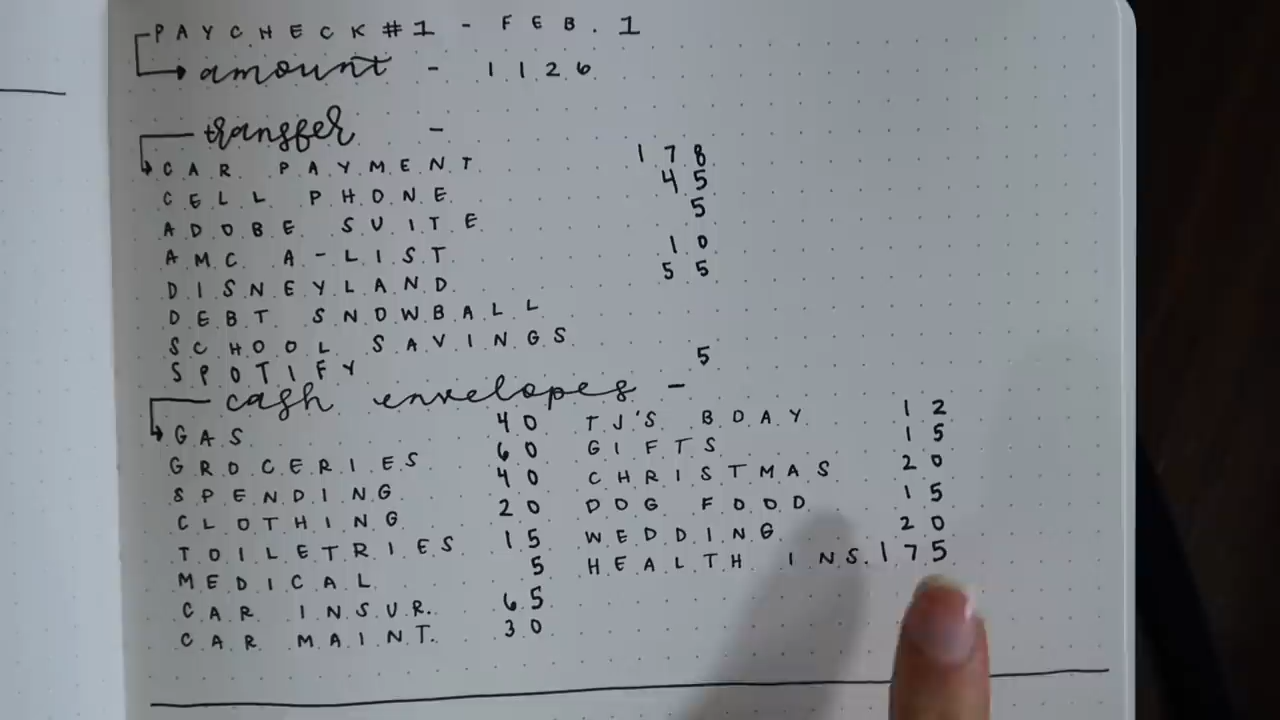 PAYCHECK #1 - FEB. 1
amount - 1126
transfer -
CAR PAYMENT 178
CELL PHONE 45
ADOBE SUITE 5
AMC A-LIST 10
DISNEYLAND 55
DEBT SNOWBALL
SCHOOL SAVINGS
SPOTIFY 5
cash envelopes -
GAS 40 TJ'S BDAY 12
GROCERIES 60 GIFTS 15
SPENDING 40 CHRISTMAS 20
CLOTHING 20 DOG FOOD 15
TOILETRIES 15 WEDDING 20
MEDICAL 5 HEALTH INS. 175
CAR INSUR. 65
CAR MAINT. 30